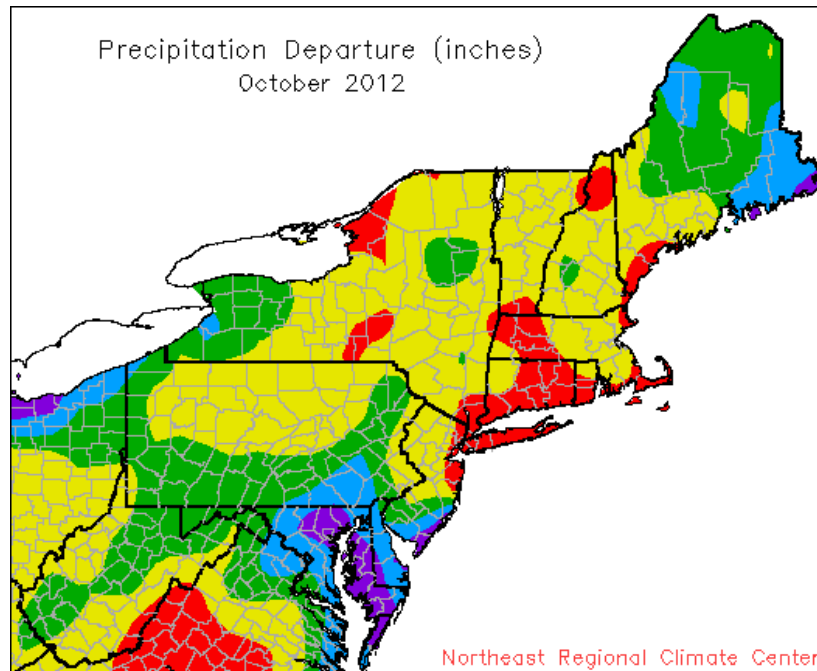 Precipitation Departure (inches)
October 2012
Northeast Regional Climate Center